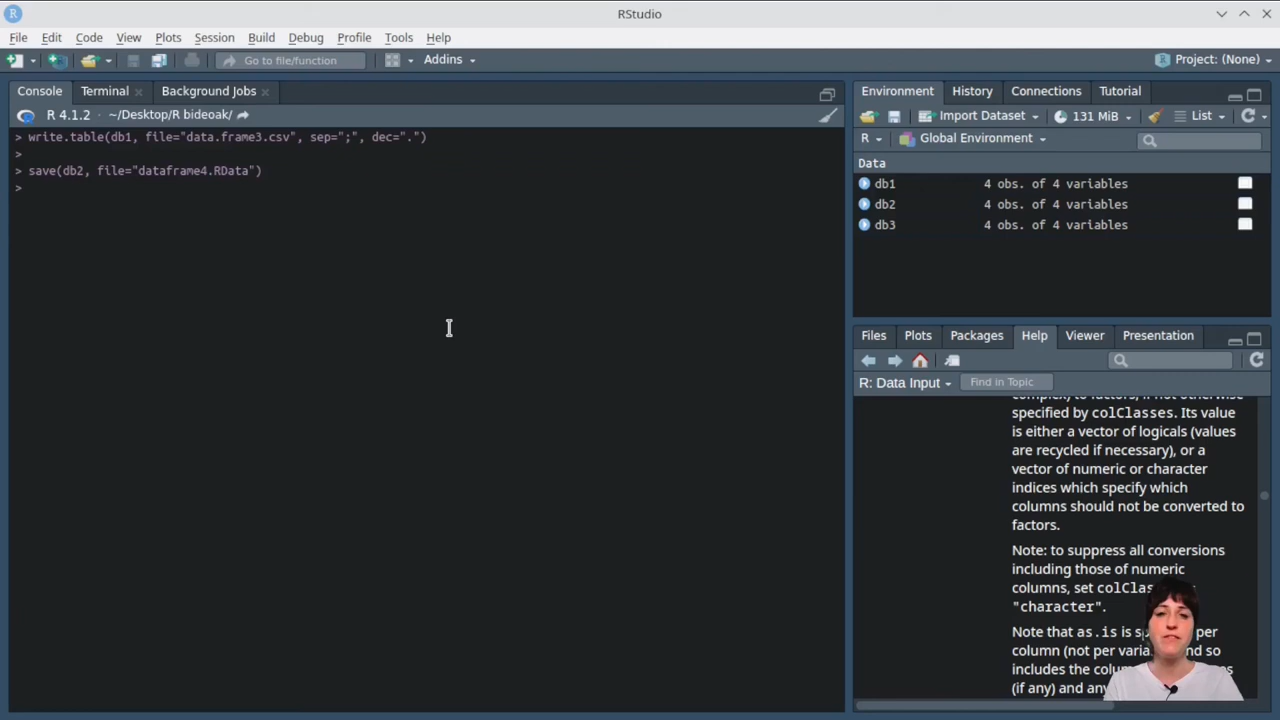 RStudio
File Edit Code View Plots Session Build Debug Profile Tools Help
Go to file/function
Addins
Project: (None)
Console Terminal Background Jobs
R 4.1.2 · ~/Desktop/R bideoak/
> write.table(db1, file="data.frame3.csv", sep=";", dec=".")
>
> save(db2, file="dataframe4.RData")
>
Environment History Connections Tutorial
Import Dataset 131 MiB List
R Global Environment
Data
db1 4 obs. of 4 variables
db2 4 obs. of 4 variables
db3 4 obs. of 4 variables
Files Plots Packages Help Viewer Presentation
R: Data Input Find in Topic
complex) to factors, if not otherwise
specified by colClasses. Its value
is either a vector of logicals (values
are recycled if necessary), or a
vector of numeric or character
indices which specify which
columns should not be converted to
factors.
Note: to suppress all conversions
including those of numeric
columns, set
"character".
Note that as.is is per
column (not per
includes the
(if any) and